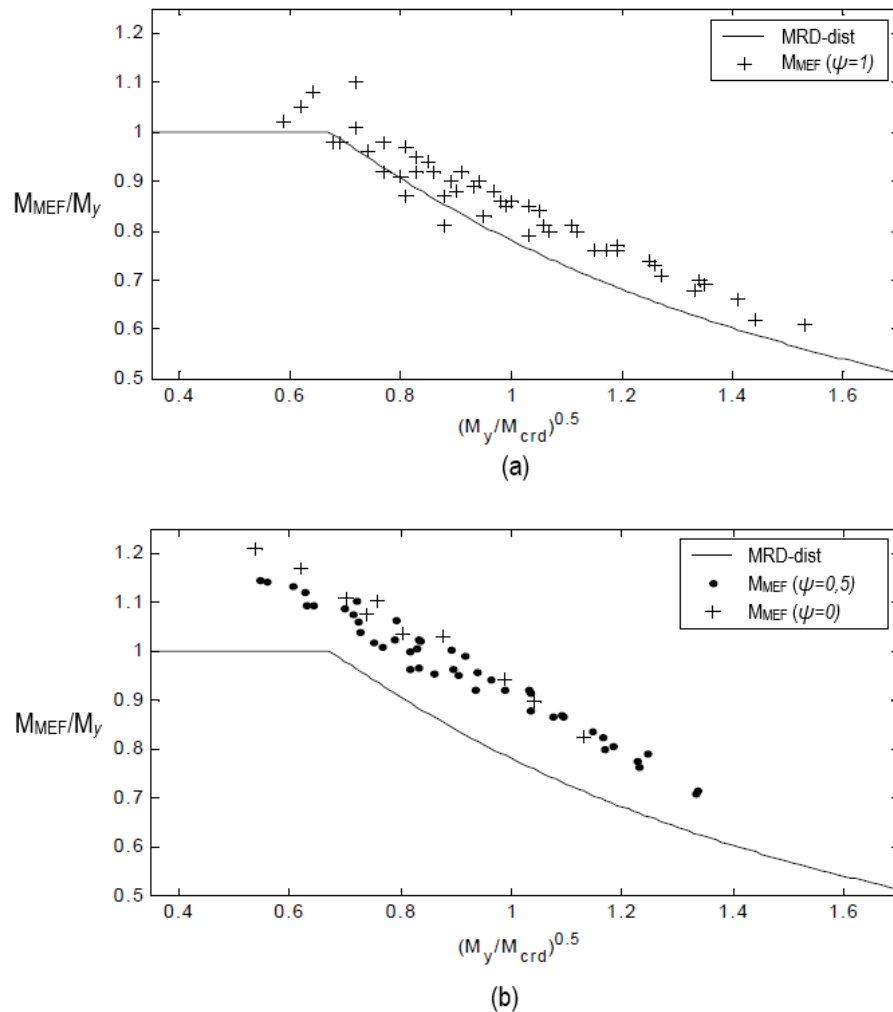 MRD-dist
MMEF (ψ=1)
1.2
1.1
1
0.9
0.8
0.7
0.6
0.5
MMEF/My
0.4 0.6 0.8 1 1.2 1.4 1.6
(My/Mcrd)0.5
(a)
MRD-dist
MMEF (ψ=0,5)
MMEF (ψ=0)
1.2
1.1
1
0.9
0.8
0.7
0.6
0.5
MMEF/My
0.4 0.6 0.8 1 1.2 1.4 1.6
(My/Mcrd)0.5
(b)